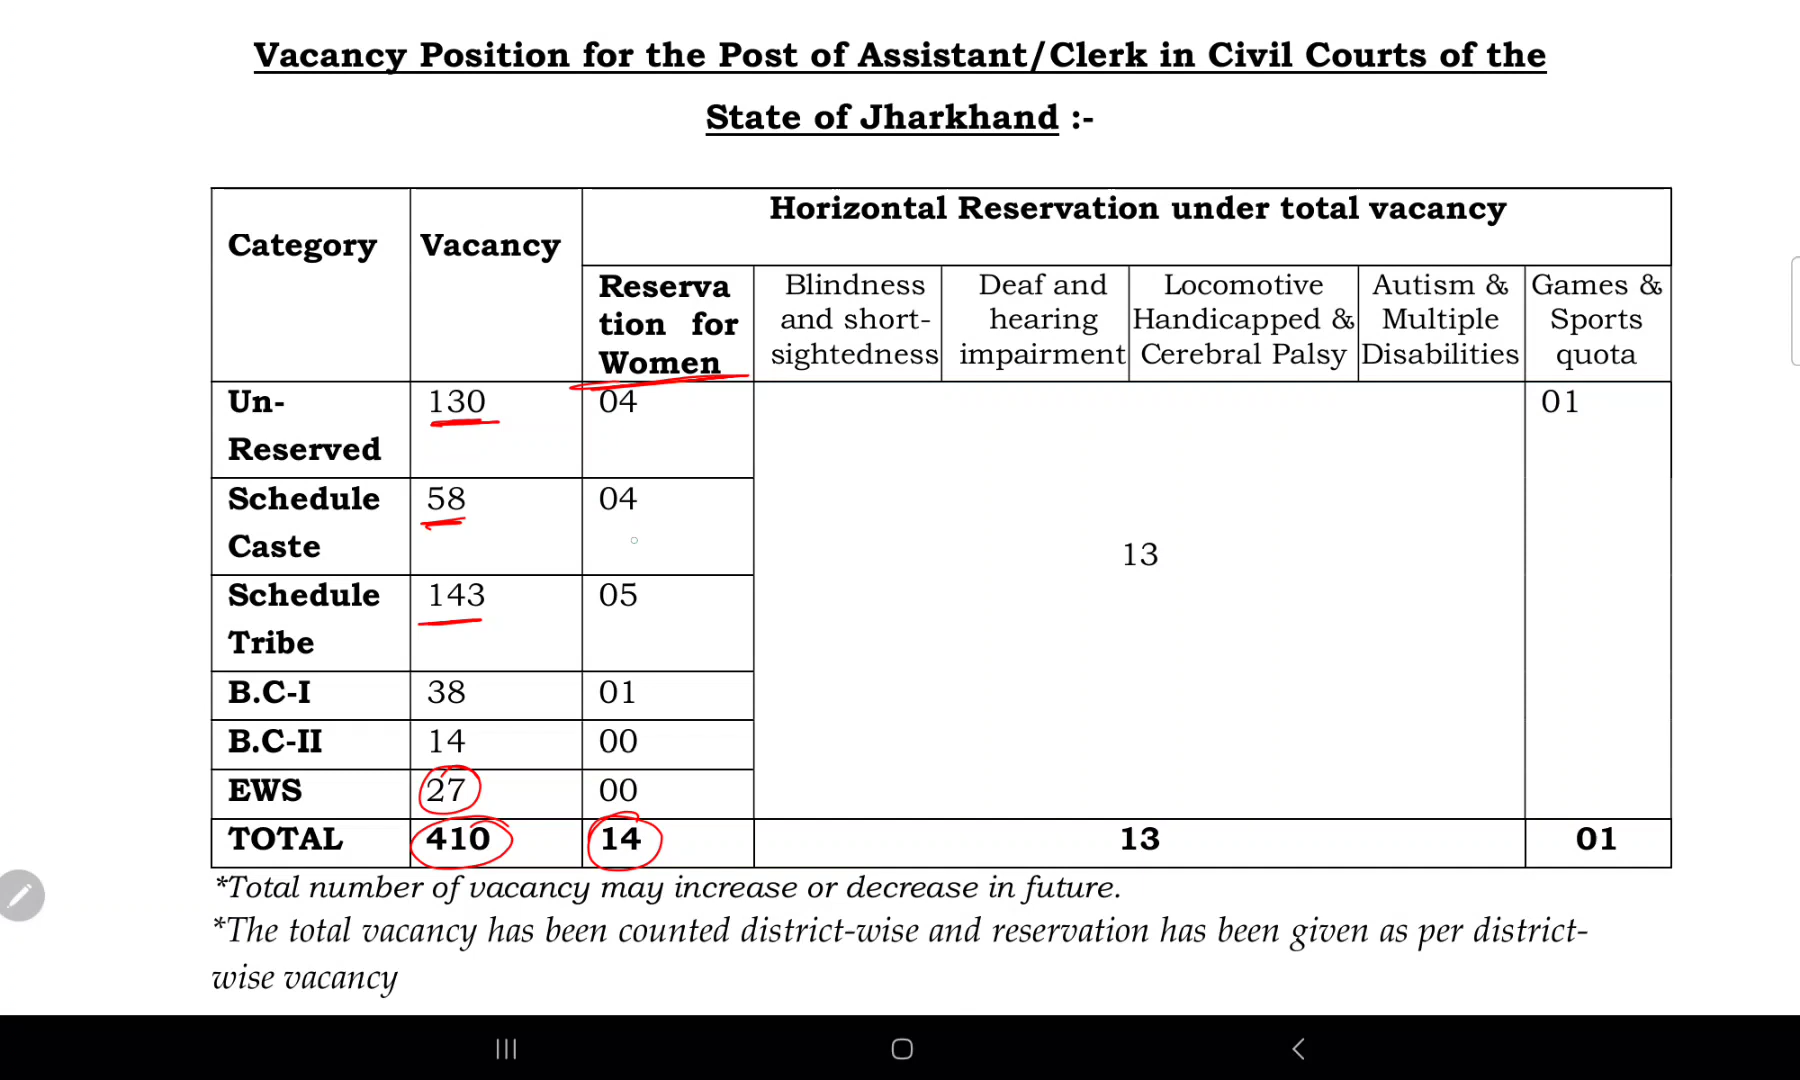 Vacancy Position for the Post of Assistant/Clerk in Civil Courts of the
State of Jharkhand :-
Category Vacancy Horizontal Reservation under total vacancy
Reserva
tion for
Women
Blindness
and short-
sightedness
Deaf and
hearing
impairment
Locomotive
Handicapped &
Cerebral Palsy
Autism &
Multiple
Disabilities
Games &
Sports
quota
Un-
Reserved
130 04 01
Schedule
Caste
58 04
13
Schedule
Tribe
143 05
B.C-I 38 01
B.C-II 14 00
EWS 27 00
TOTAL 410 14 13 01
*Total number of vacancy may increase or decrease in future.
*The total vacancy has been counted district-wise and reservation has been given as per district-
wise vacancy